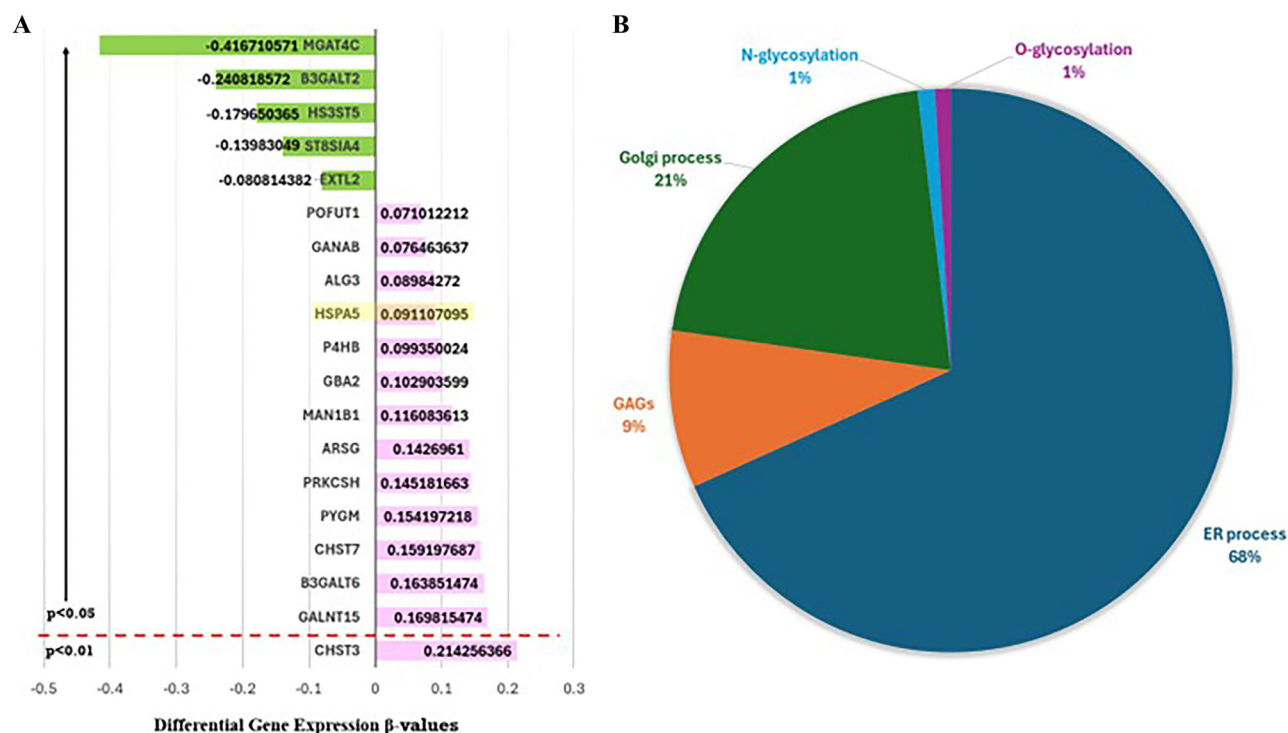 A
-0.416710571 MGAT4C
-0.240818572 B3GALT2
-0.179650365 HS3ST5
-0.13983049 ST8SIA4
-0.080814382 EXTL2
POFUT1 0.071012212
GANAB 0.076463637
ALG3 0.08984272
HSPA5 0.091107095
P4HB 0.099350024
GBA2 0.102903599
MAN1B1 0.116083613
ARSG 0.1426961
PRKCSH 0.145181663
PYGM 0.154197218
CHST7 0.159197687
B3GALT6 0.163851474
p<0.05 GALNT15 0.169815474
p<0.01 CHST3 0.214256366
-0.5 -0.4 -0.3 -0.2 -0.1 0 0.1 0.2 0.3
Differential Gene Expression β-values
B
N-glycosylation
1%
O-glycosylation
1%
Golgi process
21%
GAGs
9%
ER process
68%